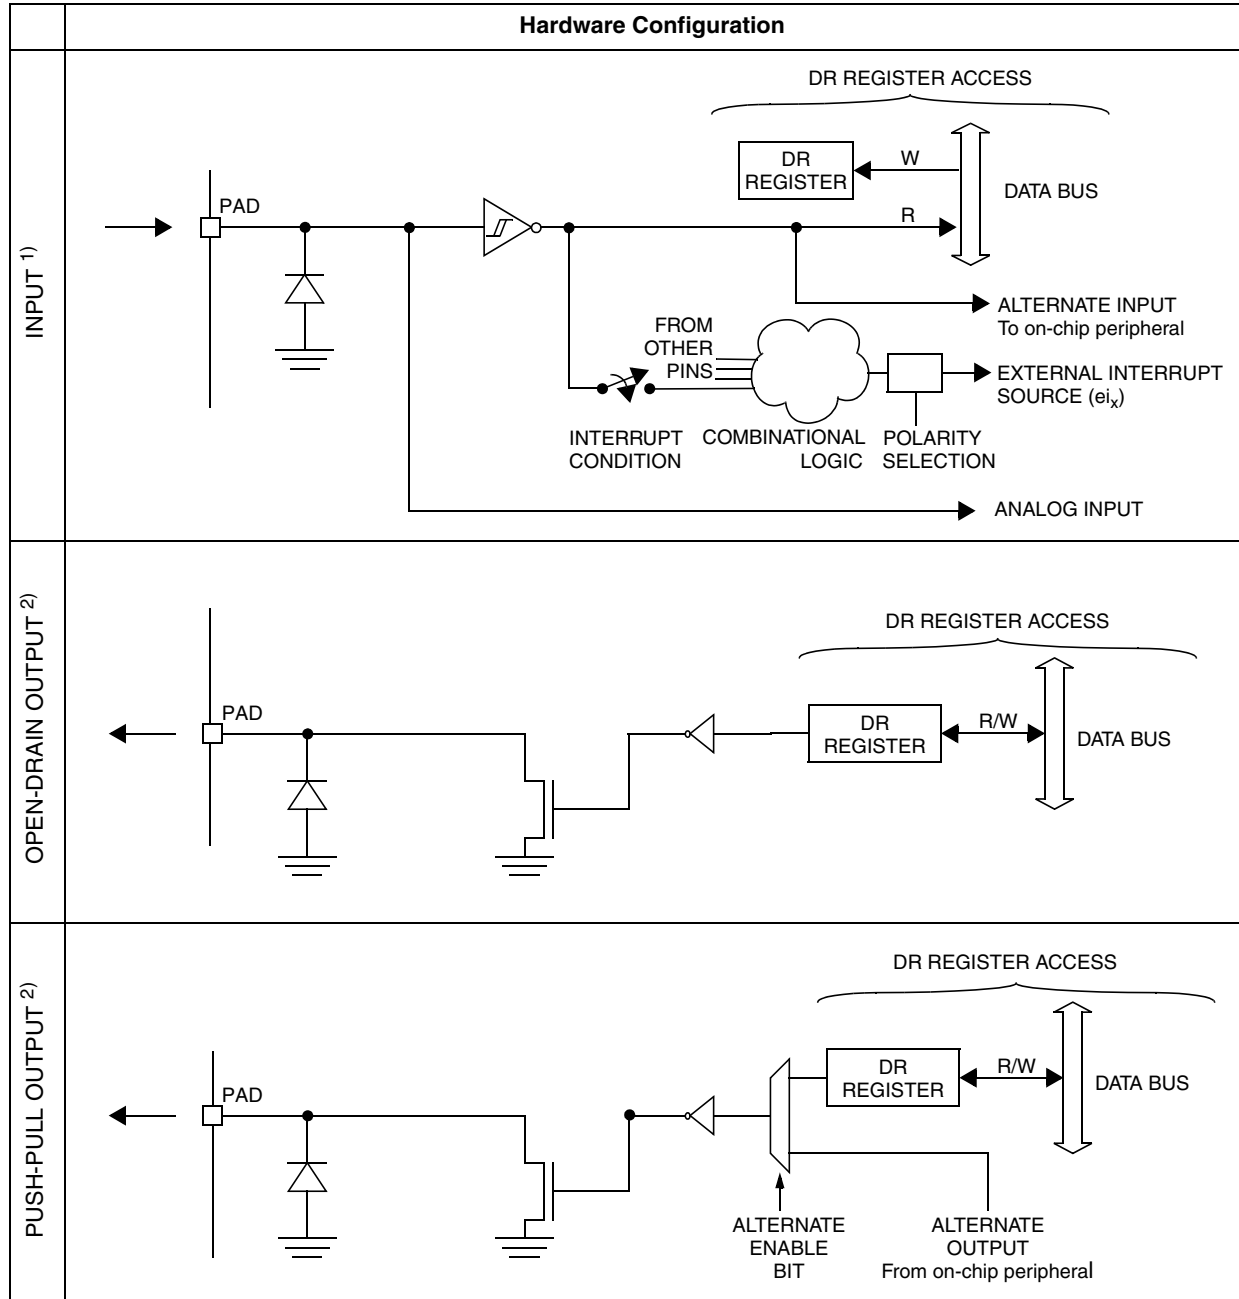 Hardware Configuration
INPUT 1)
DR REGISTER ACCESS
DR
REGISTER
W
R
DATA BUS
PAD
ALTERNATE INPUT
To on-chip peripheral
FROM
OTHER
PINS
EXTERNAL INTERRUPT
SOURCE (eix)
INTERRUPT
CONDITION
COMBINATIONAL
LOGIC
POLARITY
SELECTION
ANALOG INPUT
OPEN-DRAIN OUTPUT 2)
DR REGISTER ACCESS
PAD
DR
REGISTER
R/W
DATA BUS
PUSH-PULL OUTPUT 2)
DR REGISTER ACCESS
PAD
DR
REGISTER
R/W
DATA BUS
ALTERNATE
ENABLE
BIT
ALTERNATE
OUTPUT
From on-chip peripheral